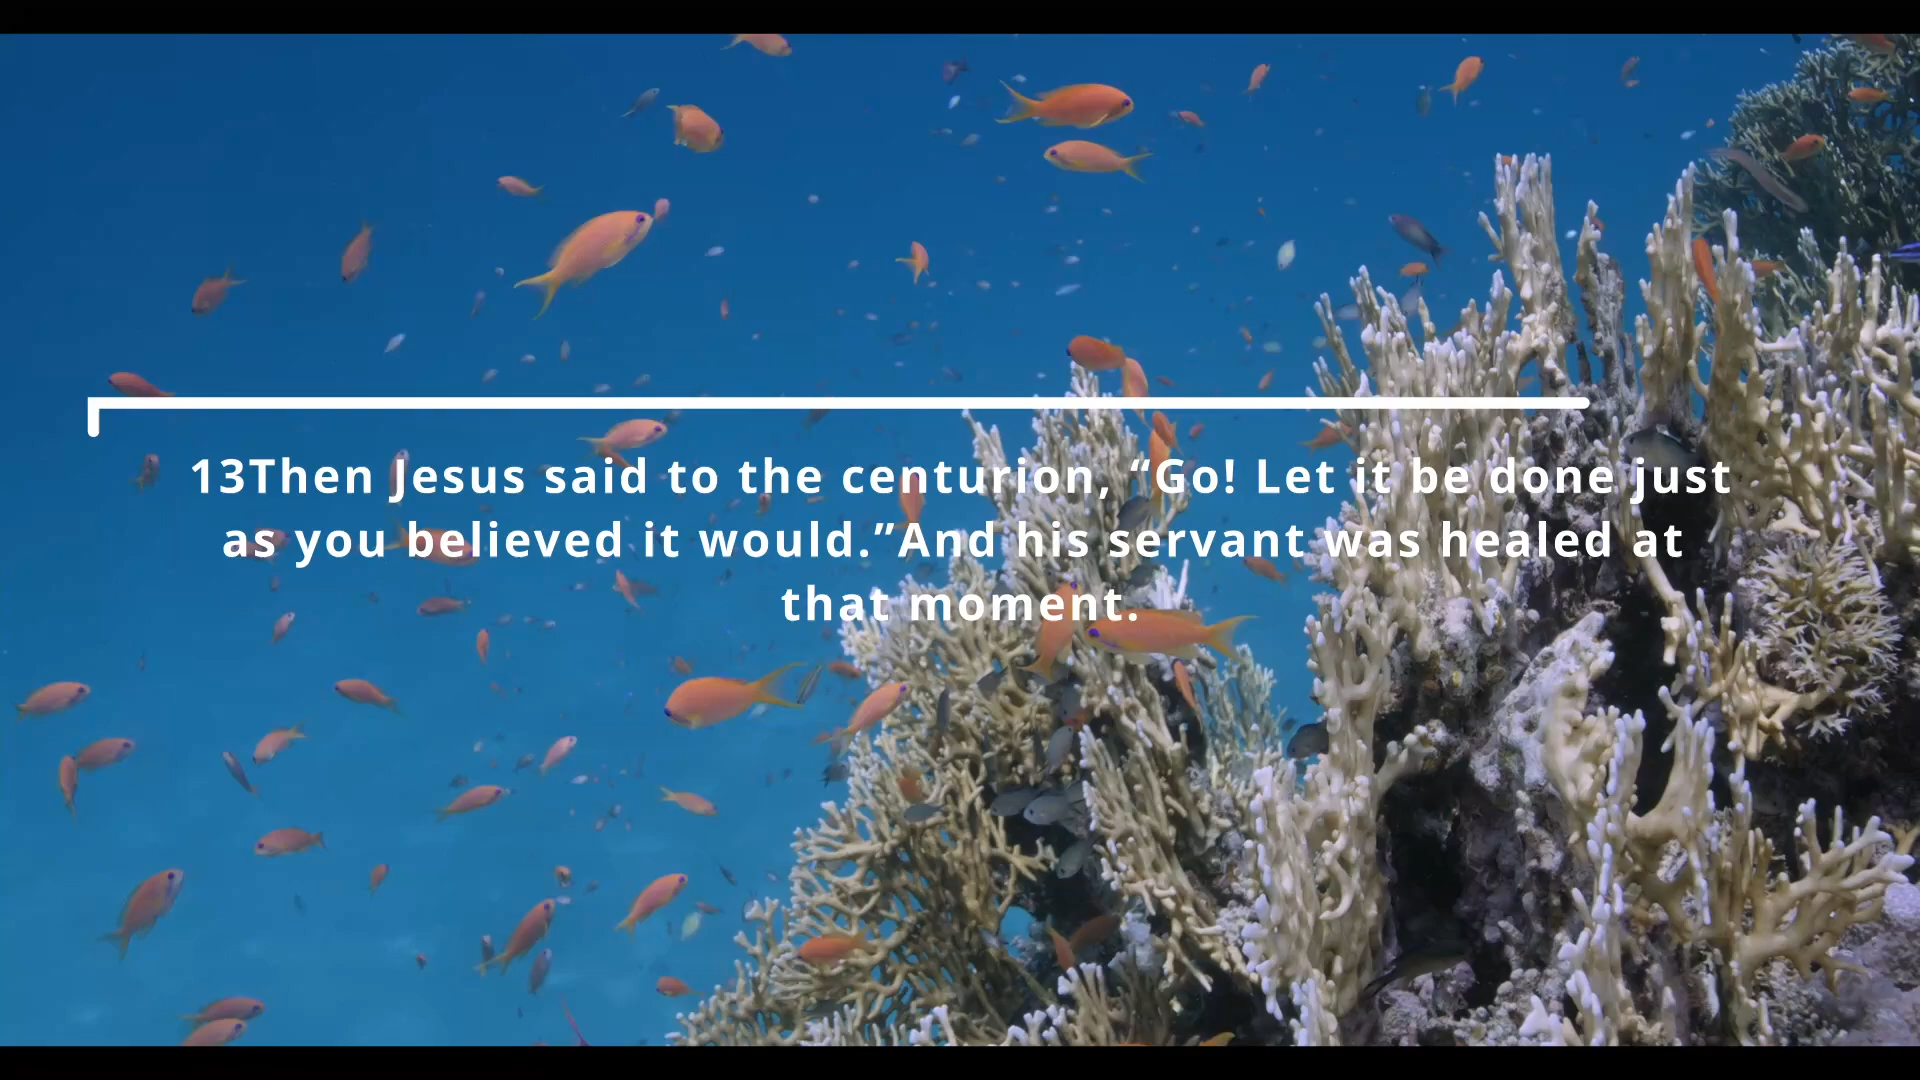 13Then Jesus said to the centurion, “Go! Let it be done just
as you believed it would.”And his servant was healed at
that moment.